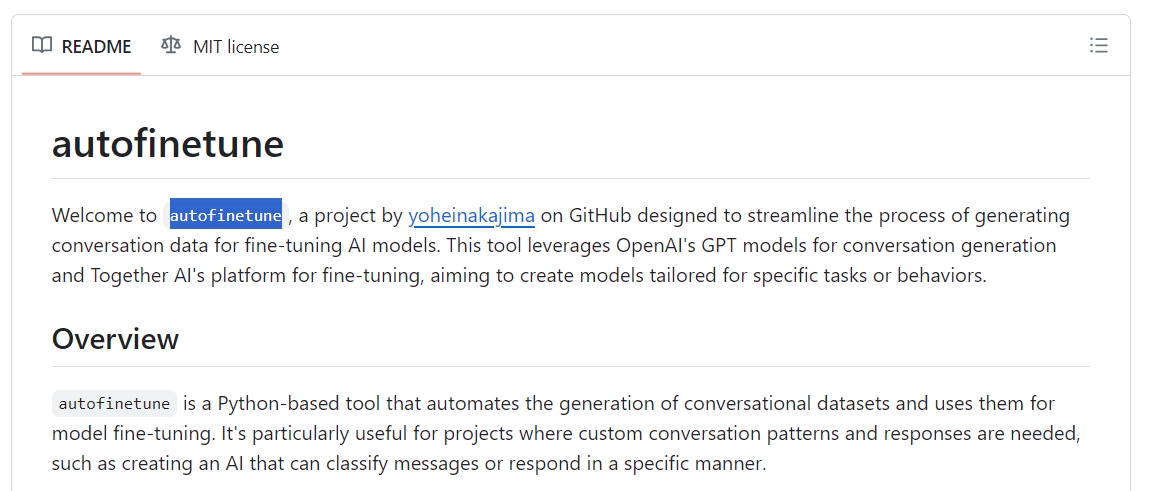 README MIT license
autofinetune
Welcome to autofinetune, a project by yoheinakajima on GitHub designed to streamline the process of generating
conversation data for fine-tuning AI models. This tool leverages OpenAI's GPT models for conversation generation
and Together AI's platform for fine-tuning, aiming to create models tailored for specific tasks or behaviors.
Overview
autofinetune is a Python-based tool that automates the generation of conversational datasets and uses them for
model fine-tuning. It's particularly useful for projects where custom conversation patterns and responses are needed,
such as creating an AI that can classify messages or respond in a specific manner.